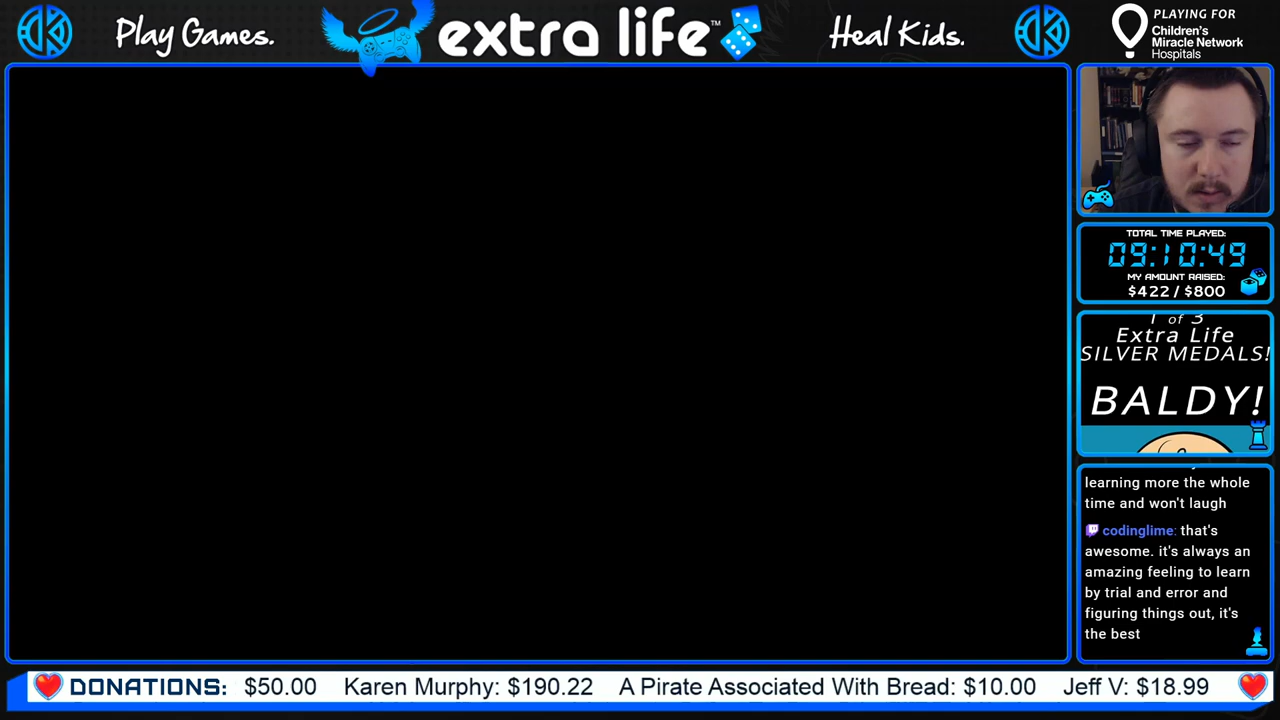 Play Games.
extra life™
Heal Kids.
PLAYING FOR
Children's
Miracle Network
Hospitals
TOTAL TIME PLAYED:
09:10:49
MY AMOUNT RAISED:
$422 / $800
1 of 3
Extra Life
SILVER MEDALS!
BALDY!
learning more the whole
time and won't laugh
codinglime: that's
awesome. it's always an
amazing feeling to learn
by trial and error and
figuring things out, it's
the best
DONATIONS: $50.00 Karen Murphy: $190.22 A Pirate Associated With Bread: $10.00 Jeff V: $18.99